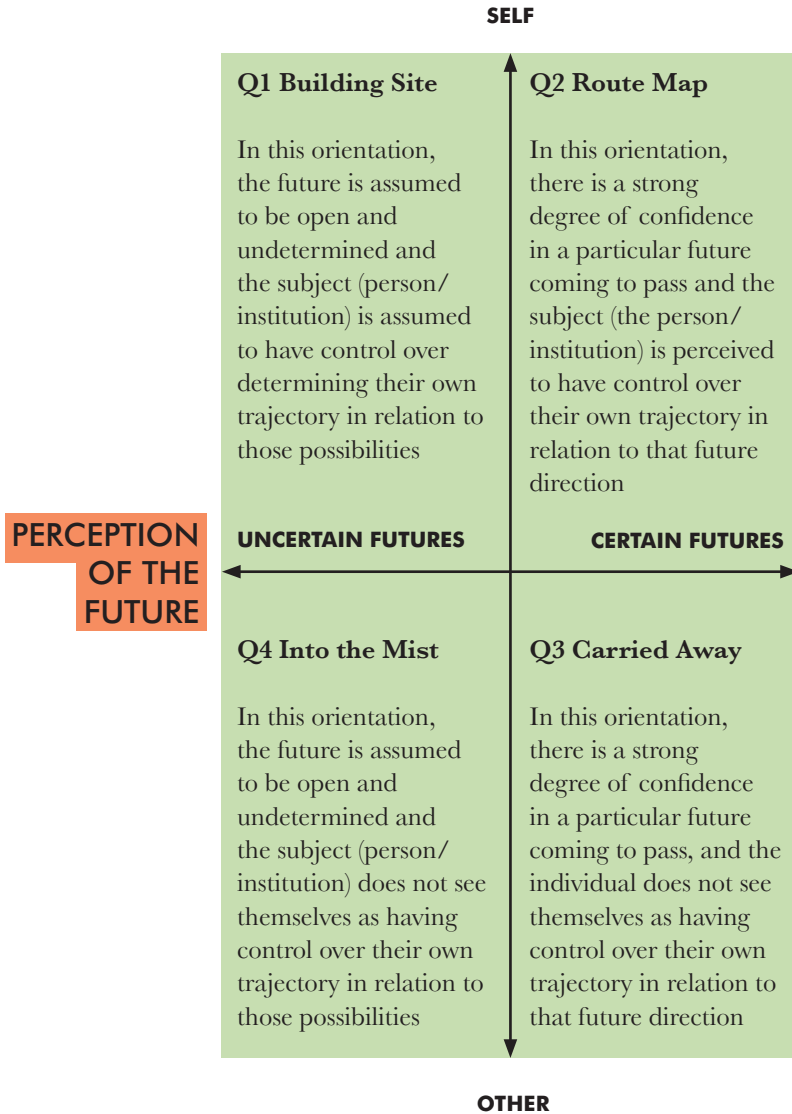 SELF
Q1 Building Site
In this orientation,
the future is assumed
to be open and
undetermined and
the subject (person/
institution) is assumed
to have control over
determining their own
trajectory in relation to
those possibilities
Q2 Route Map
In this orientation,
there is a strong
degree of confidence
in a particular future
coming to pass and the
subject (the person/
institution) is perceived
to have control over
their own trajectory in
relation to that future
direction
PERCEPTION
OF THE
FUTURE
UNCERTAIN FUTURES
CERTAIN FUTURES
Q4 Into the Mist
In this orientation,
the future is assumed
to be open and
undetermined and
the subject (person/
institution) does not see
themselves as having
control over their own
trajectory in relation to
those possibilities
Q3 Carried Away
In this orientation,
there is a strong
degree of confidence
in a particular future
coming to pass, and the
individual does not see
themselves as having
control over their own
trajectory in relation to
that future direction
OTHER